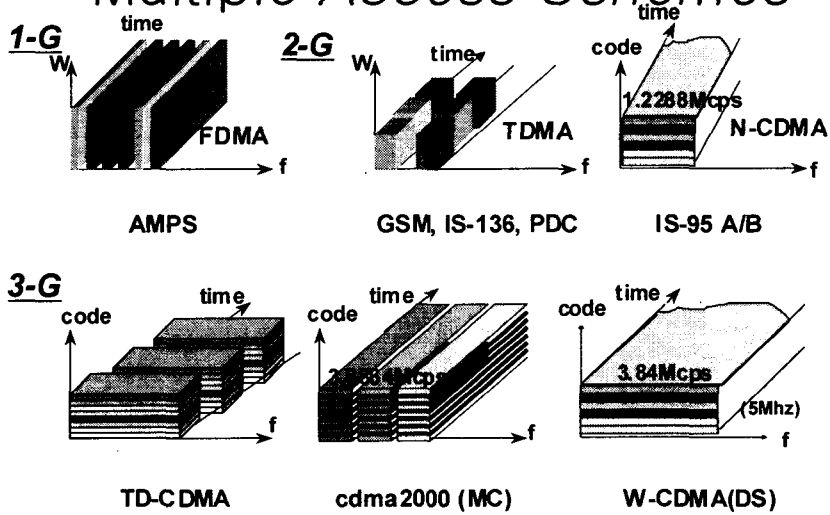 Multiple Access Schemes
1-G
time
W
FDMA
f
AMPS
2-G
W
time
TDMA
f
GSM, IS-136, PDC
time
code
1.2288Mcps
N-CDMA
f
IS-95 A/B
3-G
time
code
f
TD-CDMA
time
code
f
cdma2000 (MC)
time
code
3.84Mcps
(5Mhz)
f
W-CDMA(DS)